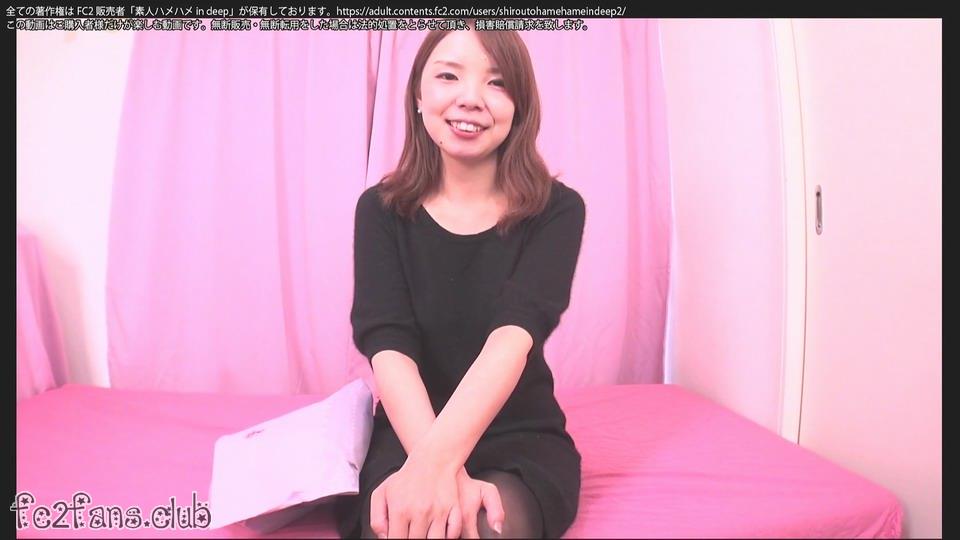 全ての著作権は FC2 販売者「素人ハメハメ in deep」が保有しております。https://adult.contents.fc2.com/users/shiroutohamehameindeep2/
この動画はご購入者様だけが楽しむ動画です。無断販売・無断転用をした場合は法的処置をとらせて頂き、損害賠償請求を致します。
fc2fans.club